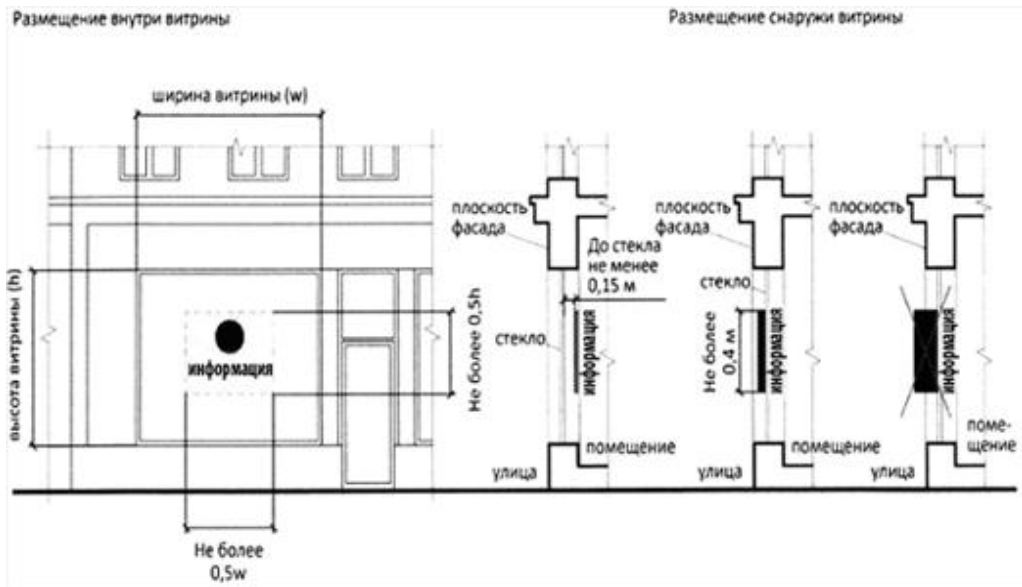 Размещение внутри витрины
Размещение снаружи витрины
ширина витрины (w)
высота витрины (h)
информация
Не более 0,5h
Не более
0,5w
плоскость
фасада
До стекла
не менее
0,15 м
стекло
информация
помещение
улица
плоскость
фасада
стекло
Не более
0,4 м
информация
помещение
улица
плоскость
фасада
информация
поме-
щение
улица